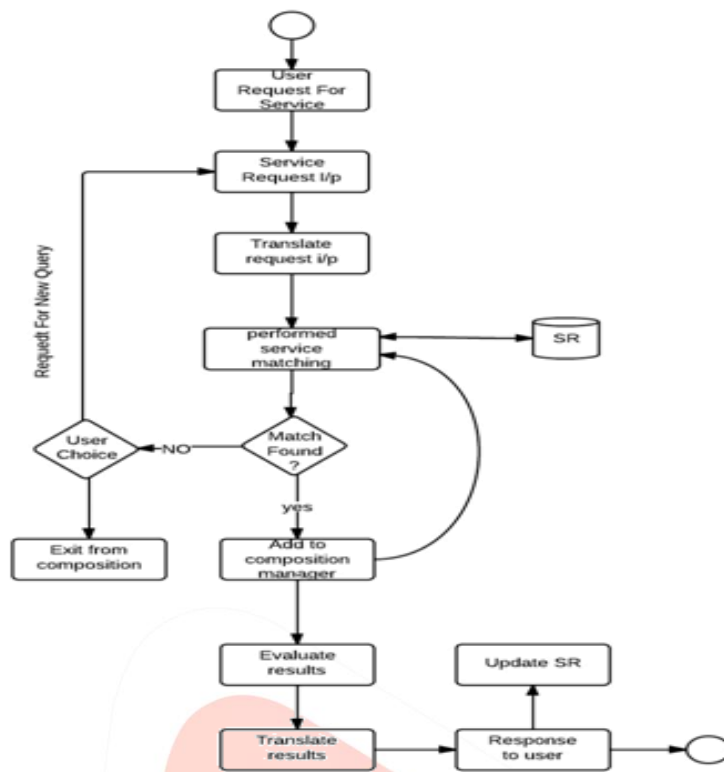 User
Request For
Service
Service
Request I/p
Translate
request i/p
performed
service
matching
SR
Requedt For New Query
User
Choice
NO
Match
Found
?
yes
Exit from
composition
Add to
composition
manager
Evaluate
results
Update SR
Translate
results
Response
to user